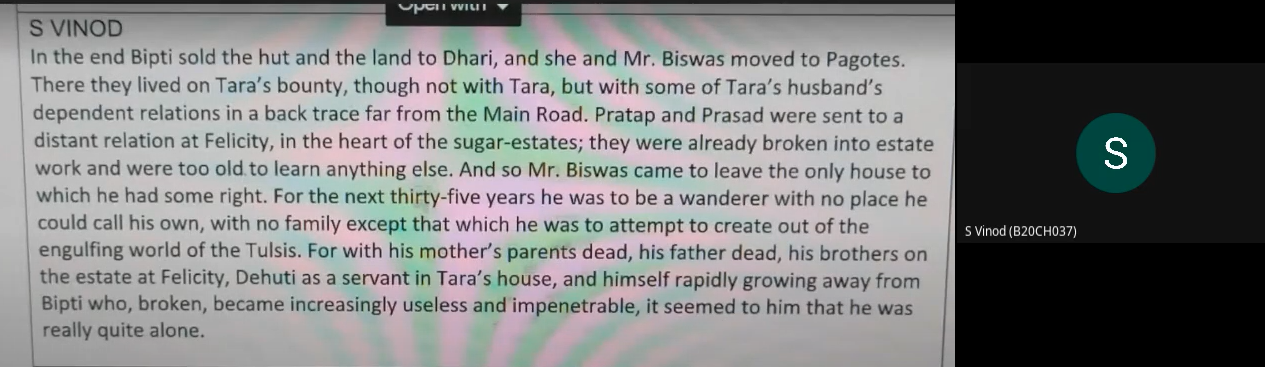 Open with
S VINOD
In the end Bipti sold the hut and the land to Dhari, and she and Mr. Biswas moved to Pagotes.
There they lived on Tara's bounty, though not with Tara, but with some of Tara's husband's
dependent relations in a back trace far from the Main Road. Pratap and Prasad were sent to a
distant relation at Felicity, in the heart of the sugar-estates; they were already broken into estate
work and were too old to learn anything else. And so Mr. Biswas came to leave the only house to
which he had some right. For the next thirty-five years he was to be a wanderer with no place he
could call his own, with no family except that which he was to attempt to create out of the
engulfing world of the Tulsis. For with his mother's parents dead, his father dead, his brothers on
the estate at Felicity, Dehuti as a servant in Tara's house, and himself rapidly growing away from
Bipti who, broken, became increasingly useless and impenetrable, it seemed to him that he was
really quite alone.
S
S Vinod (B20CH037)